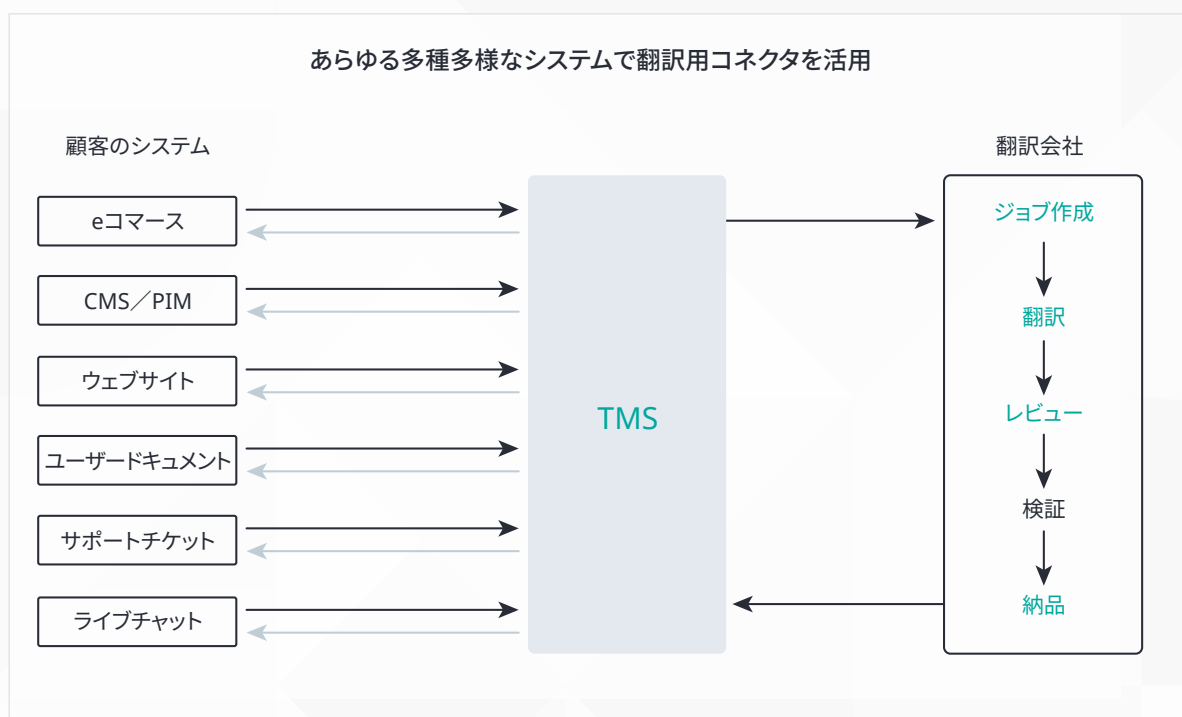 あらゆる多種多様なシステムで翻訳用コネクタを活用
顧客のシステム
eコマース
CMS／PIM
ウェブサイト
ユーザードキュメント
サポートチケット
ライブチャット
TMS
翻訳会社
ジョブ作成
翻訳
レビュー
検証
納品